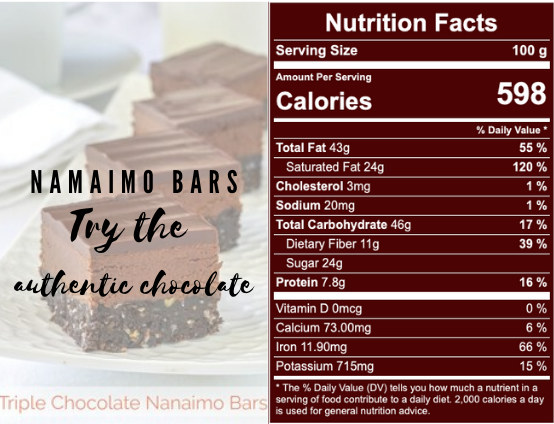 NAMAIMO BARS
Try the
authentic chocolate
Triple Chocolate Nanaimo Bars
Nutrition Facts
Serving Size 100 g
Amount Per Serving
Calories 598
% Daily Value *
Total Fat 43g 55 %
Saturated Fat 24g 120 %
Cholesterol 3mg 1 %
Sodium 20mg 1 %
Total Carbohydrate 46g 17 %
Dietary Fiber 11g 39 %
Sugar 24g
Protein 7.8g 16 %
Vitamin D 0mcg 0 %
Calcium 73.00mg 6 %
Iron 11.90mg 66 %
Potassium 715mg 15 %
* The % Daily Value (DV) tells you how much a nutrient in a
serving of food contribute to a daily diet. 2,000 calories a day
is used for general nutrition advice.